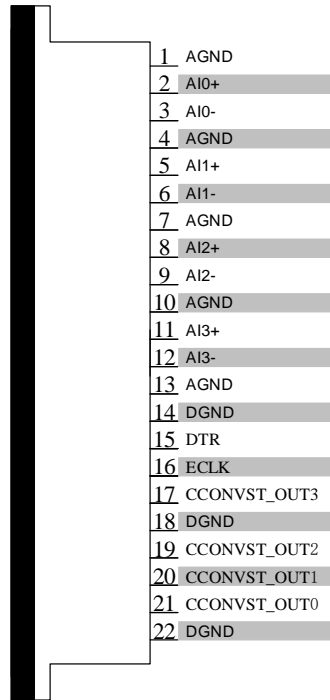 1 AGND
2 AI0+
3 AI0-
4 AGND
5 AI1+
6 AI1-
7 AGND
8 AI2+
9 AI2-
10 AGND
11 AI3+
12 AI3-
13 AGND
14 DGND
15 DTR
16 ECLK
17 CCONVST_OUT3
18 DGND
19 CCONVST_OUT2
20 CCONVST_OUT1
21 CCONVST_OUT0
22 DGND